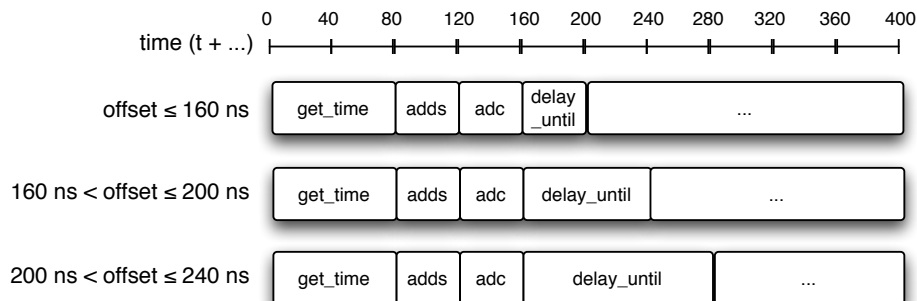 0 40 80 120 160 200 240 280 320 360 400
time (t + ...)
offset ≤ 160 ns
get_time adds adc delay
_until ...
160 ns < offset ≤ 200 ns
get_time adds adc delay_until ...
200 ns < offset ≤ 240 ns
get_time adds adc delay_until ...